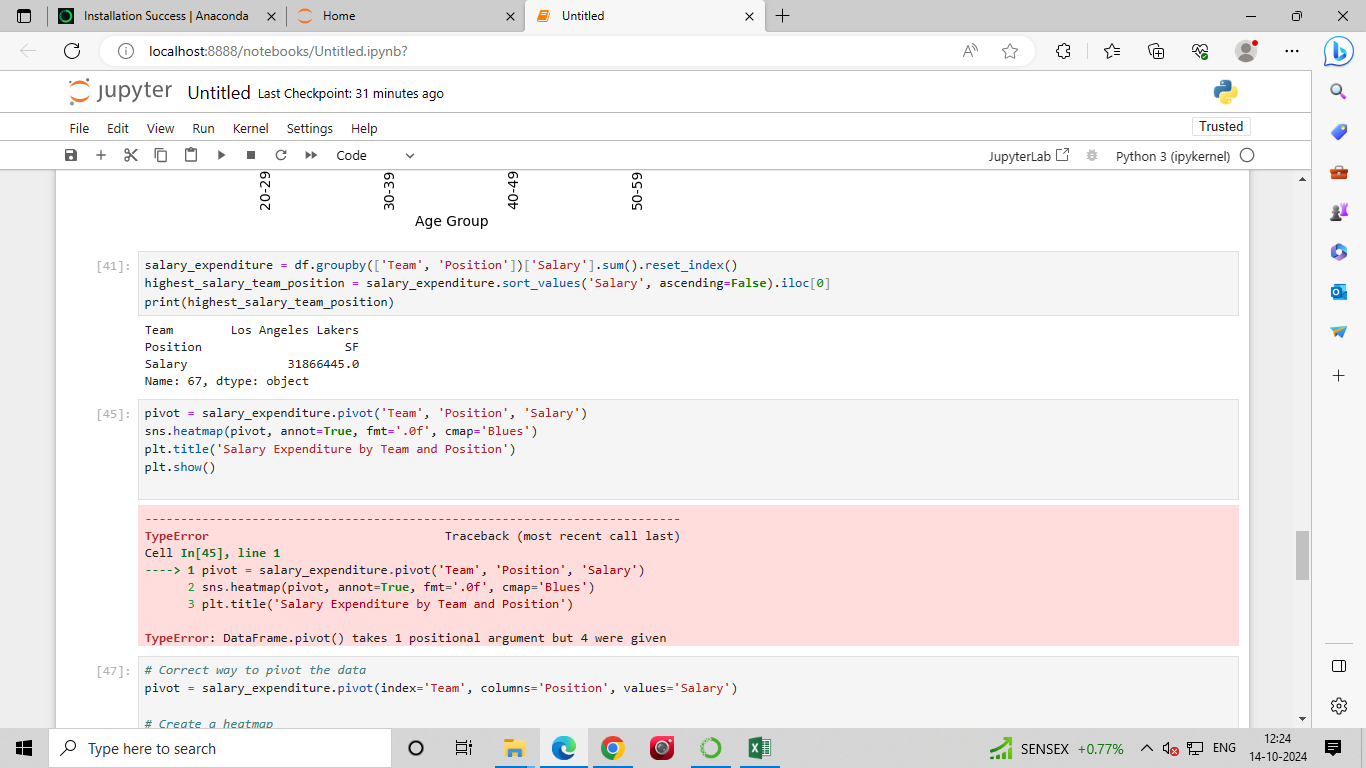 Installation Success | Anaconda
Home
Untitled
localhost:8888/notebooks/Untitled.ipynb?
jupyter Untitled Last Checkpoint: 31 minutes ago
File Edit View Run Kernel Settings Help
Trusted
Code
JupyterLab
Python 3 (ipykernel)
20-29
30-39
40-49
50-59
Age Group
[41]:
salary_expenditure = df.groupby(['Team', 'Position'])['Salary'].sum().reset_index()
highest_salary_team_position = salary_expenditure.sort_values('Salary', ascending=False).iloc[0]
print(highest_salary_team_position)
Team        Los Angeles Lakers
Position                    SF
Salary              31866445.0
Name: 67, dtype: object
[45]:
pivot = salary_expenditure.pivot('Team', 'Position', 'Salary')
sns.heatmap(pivot, annot=True, fmt='.0f', cmap='Blues')
plt.title('Salary Expenditure by Team and Position')
plt.show()
---------------------------------------------------------------------------
TypeError                                 Traceback (most recent call last)
Cell In[45], line 1
----> 1 pivot = salary_expenditure.pivot('Team', 'Position', 'Salary')
      2 sns.heatmap(pivot, annot=True, fmt='.0f', cmap='Blues')
      3 plt.title('Salary Expenditure by Team and Position')
TypeError: DataFrame.pivot() takes 1 positional argument but 4 were given
[47]:
# Correct way to pivot the data
pivot = salary_expenditure.pivot(index='Team', columns='Position', values='Salary')
# Create a heatmap
Type here to search
SENSEX +0.77%
ENG
12:24
14-10-2024